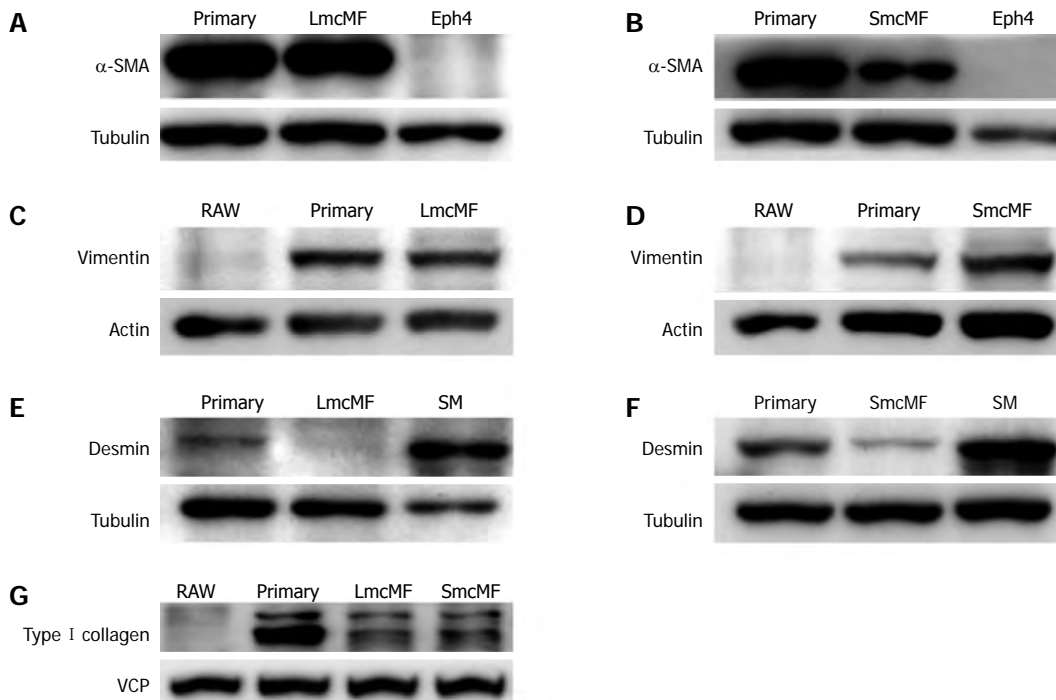 A
Primary LmcMF Eph4
α-SMA
Tubulin
B
Primary SmcMF Eph4
α-SMA
Tubulin
C
RAW Primary LmcMF
Vimentin
Actin
D
RAW Primary SmcMF
Vimentin
Actin
E
Primary LmcMF SM
Desmin
Tubulin
F
Primary SmcMF SM
Desmin
Tubulin
G
RAW Primary LmcMF SmcMF
Type I collagen
VCP